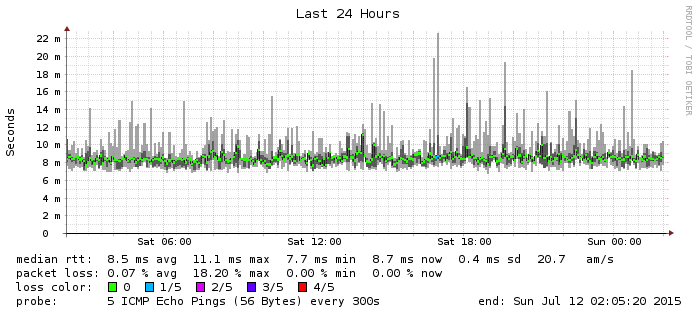 Last 24 Hours
RRDTOOL / TOBI OETIKER
Seconds
22 m
20 m
18 m
16 m
14 m
12 m
10 m
8 m
6 m
4 m
2 m
0
Sat 06:00 Sat 12:00 Sat 18:00 Sun 00:00
median rtt: 8.5 ms avg 11.1 ms max 7.7 ms min 8.7 ms now 0.4 ms sd 20.7 am/s
packet loss: 0.07 % avg 18.20 % max 0.00 % min 0.00 % now
loss color: 0 1/5 2/5 3/5 4/5
probe: 5 ICMP Echo Pings (56 Bytes) every 300s end: Sun Jul 12 02:05:20 2015